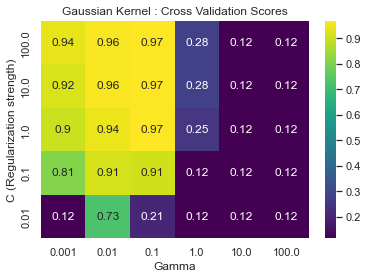 Gaussian Kernel : Cross Validation Scores
C (Regularization strength)
100.0 0.94 0.96 0.97 0.28 0.12 0.12
10.0 0.92 0.96 0.97 0.28 0.12 0.12
1.0 0.9 0.94 0.97 0.25 0.12 0.12
0.1 0.81 0.91 0.91 0.12 0.12 0.12
0.01 0.12 0.73 0.21 0.12 0.12 0.12
0.001 0.01 0.1 1.0 10.0 100.0
Gamma
0.9
0.8
0.7
0.6
0.5
0.4
0.3
0.2